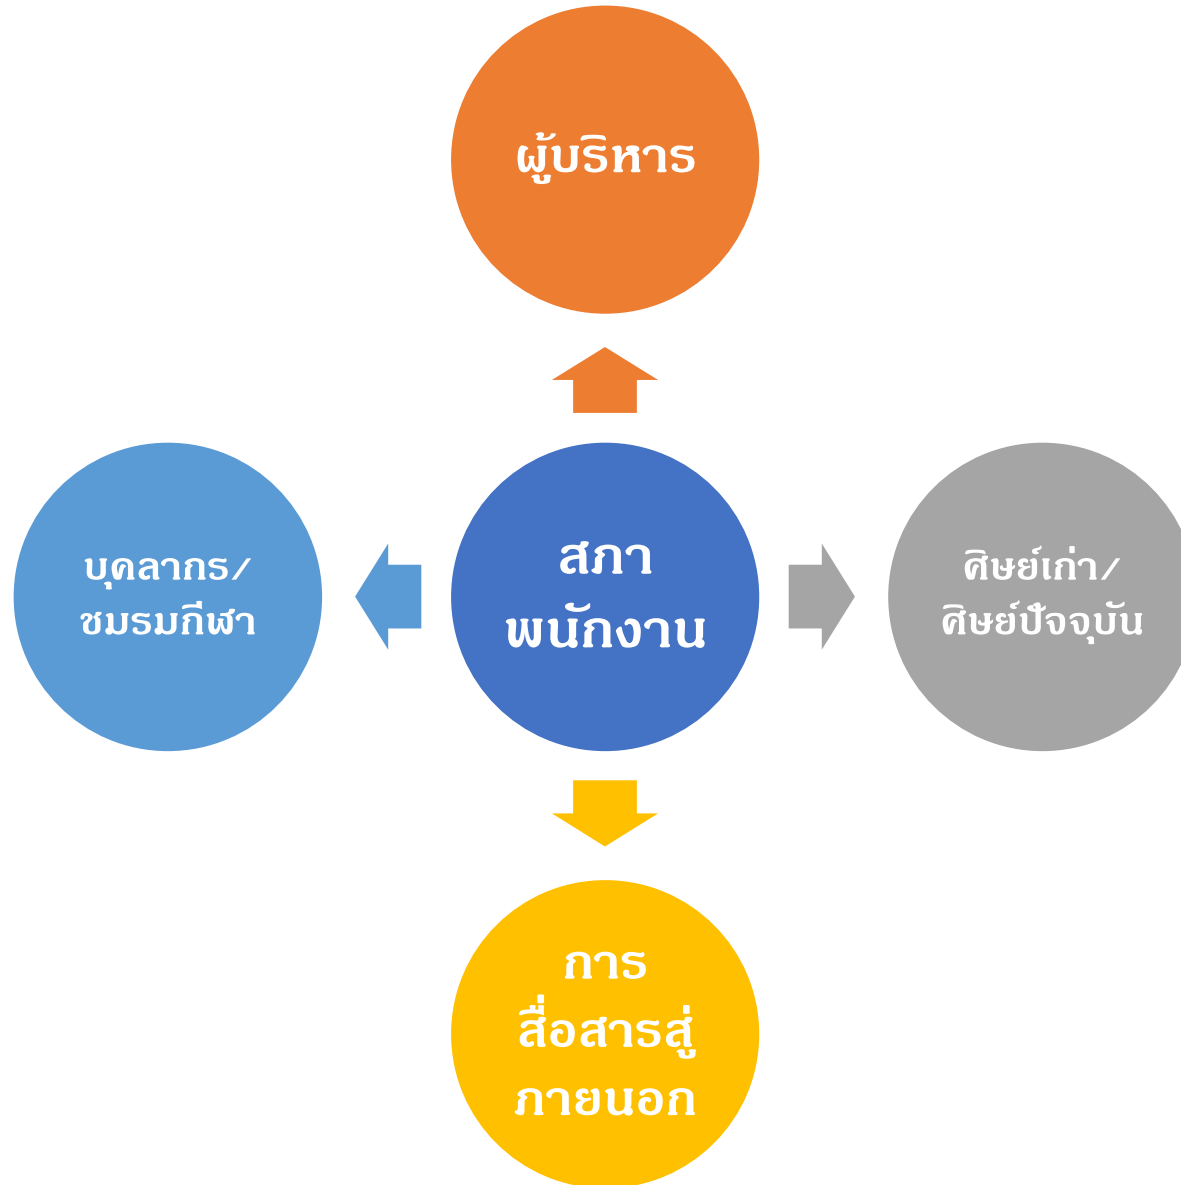 ผู้บริหาร
บุคลากร/
ชมรมกีฬา
สภา
พนักงาน
ศิษย์เก่า/
ศิษย์ปัจจุบัน
การ
สื่อสารสู่
ภายนอก